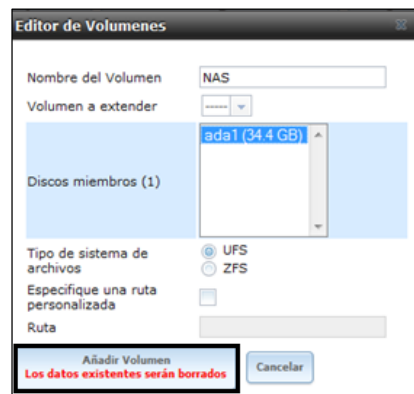 Editor de Volumenes
Nombre del Volumen NAS
Volumen a extender -----
ada1 (34.4 GB)
Discos miembros (1)
Tipo de sistema de archivos
UFS
ZFS
Especifique una ruta personalizada
Ruta
Añadir Volumen
Los datos existentes serán borrados
Cancelar